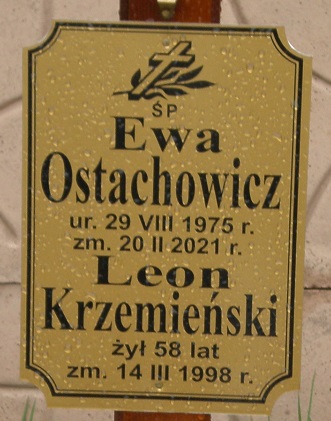 ŚP
Ewa
Ostachowicz
ur. 29 VIII 1975 r.
zm. 20 II 2021 r.
Leon
Krzemieński
żył 58 lat
zm. 14 III 1998 r.